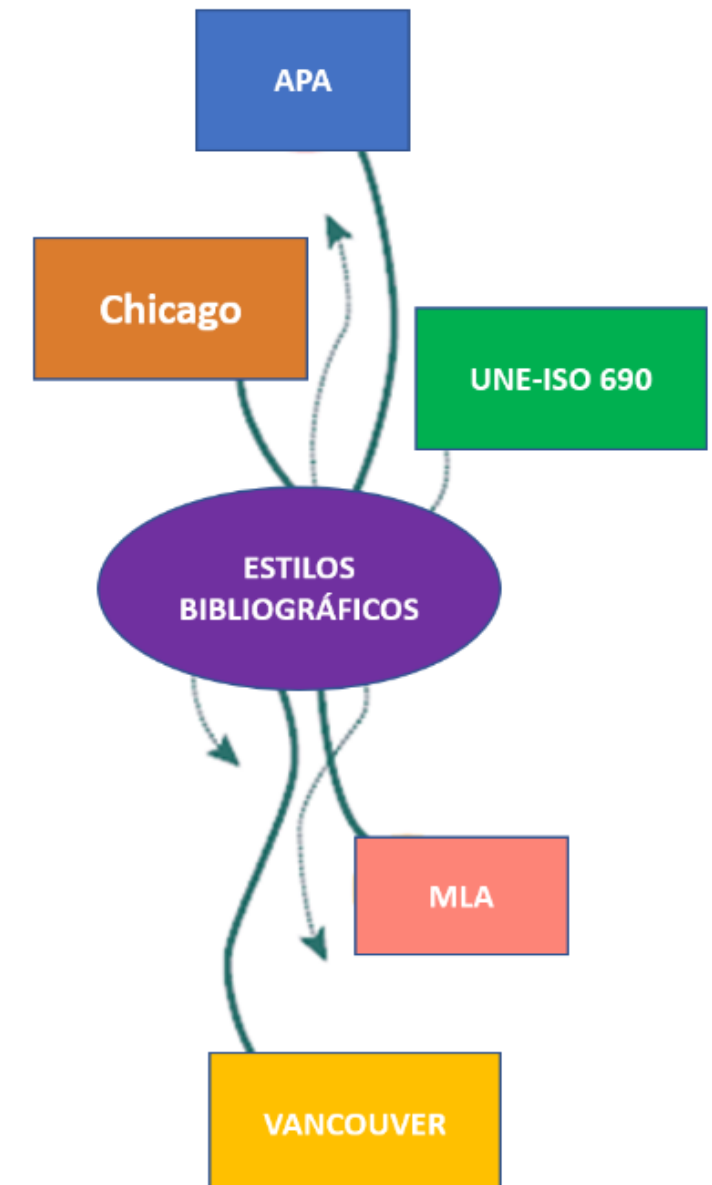 APA
Chicago
UNE-ISO 690
ESTILOS
BIBLIOGRÁFICOS
MLA
VANCOUVER